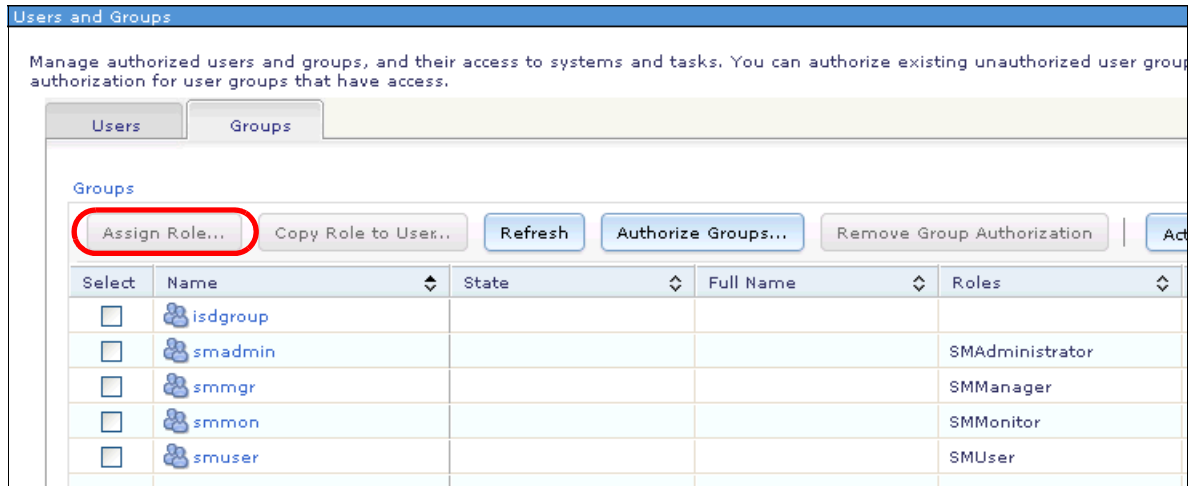 Users and Groups
Manage authorized users and groups, and their access to systems and tasks. You can authorize existing unauthorized user group
authorization for user groups that have access.
Users Groups
Groups
Assign Role... Copy Role to User... Refresh Authorize Groups... Remove Group Authorization Act
Select Name State Full Name Roles
isdgroup
smadmin SMAdministrator
smmgr SMManager
smmon SMMonitor
smuser SMUser